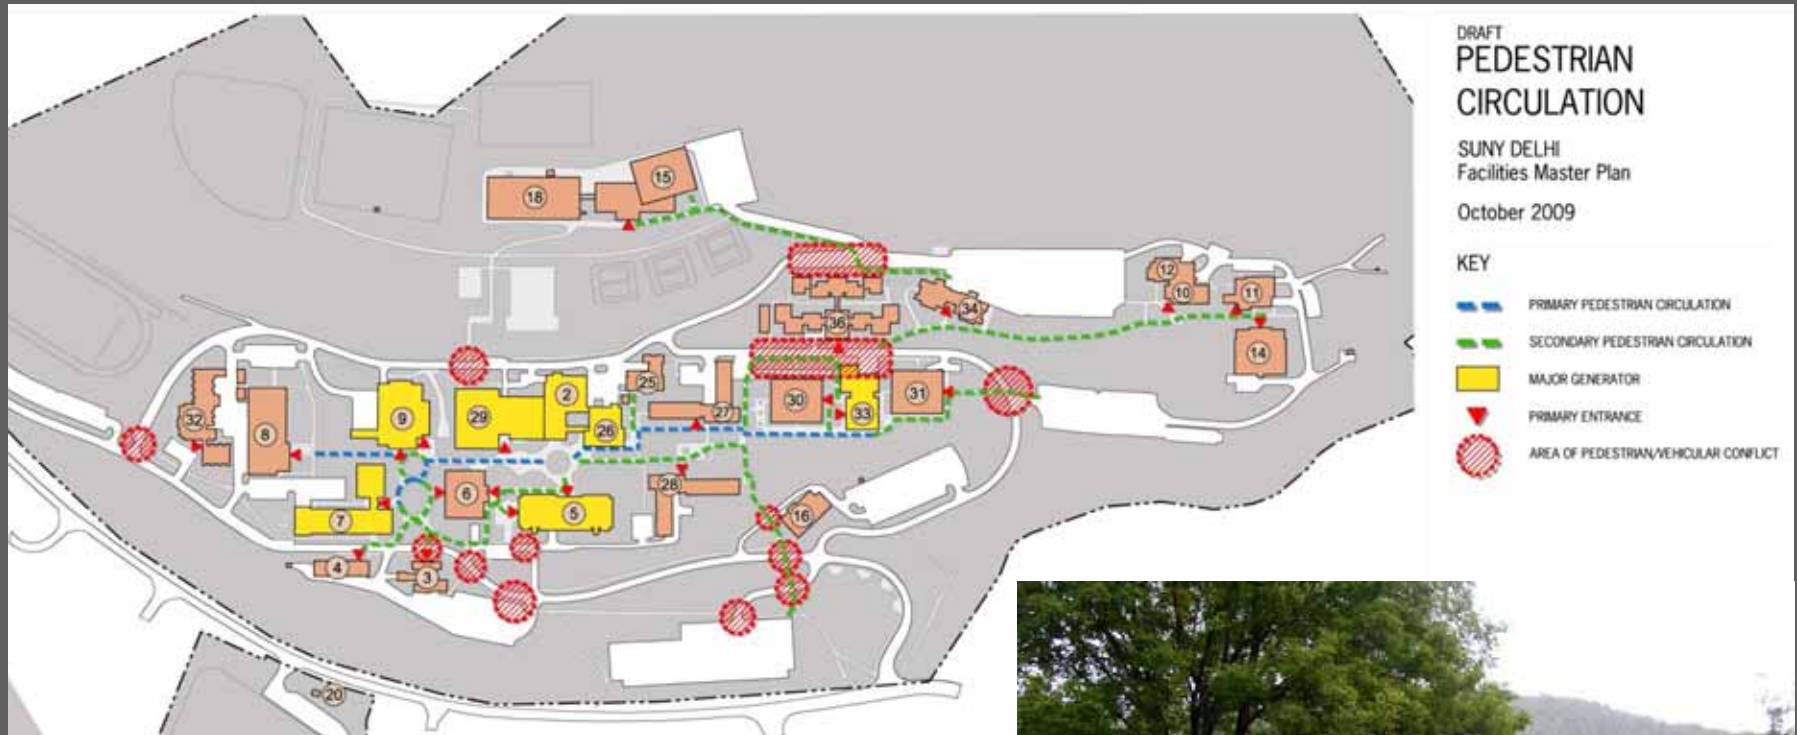 DRAFT
PEDESTRIAN
CIRCULATION
SUNY DELHI
Facilities Master Plan
October 2009
KEY
PRIMARY PEDESTRIAN CIRCULATION
SECONDARY PEDESTRIAN CIRCULATION
MAJOR GENERATOR
PRIMARY ENTRANCE
AREA OF PEDESTRIAN/VEHICULAR CONFLICT
15
18
12
10
11
34
36
14
25
2
9
29
27
30
33
31
32
8
26
28
6
7
5
16
4
3
20